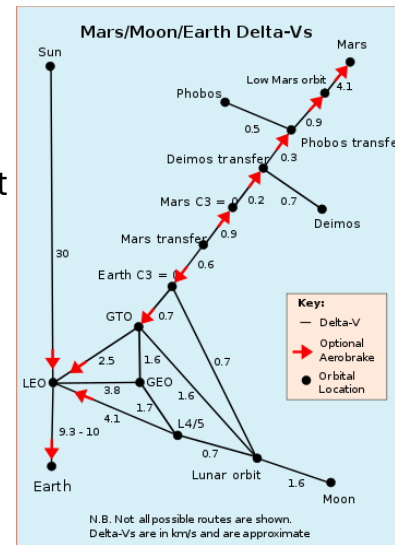 Mars/Moon/Earth Delta-Vs
Sun
Mars
Low Mars orbit
4.1
Phobos
0.9
0.5
Phobos transfe
t
Deimos transfer
0.3
Mars C3 = 0
0.2
0.7
Deimos
Mars transfer
0.9
30
0.6
Earth C3 = 0
GTO
0.7
Key:
Delta-V
Optional
Aerobrake
Orbital
Location
2.5
1.6
0.7
LEO
3.8
GEO
1.7
1.6
4.1
L4/5
9.3 - 10
0.7
Lunar orbit
1.6
Earth
Moon
N.B. Not all possible routes are shown.
Delta-Vs are in km/s and are approximate